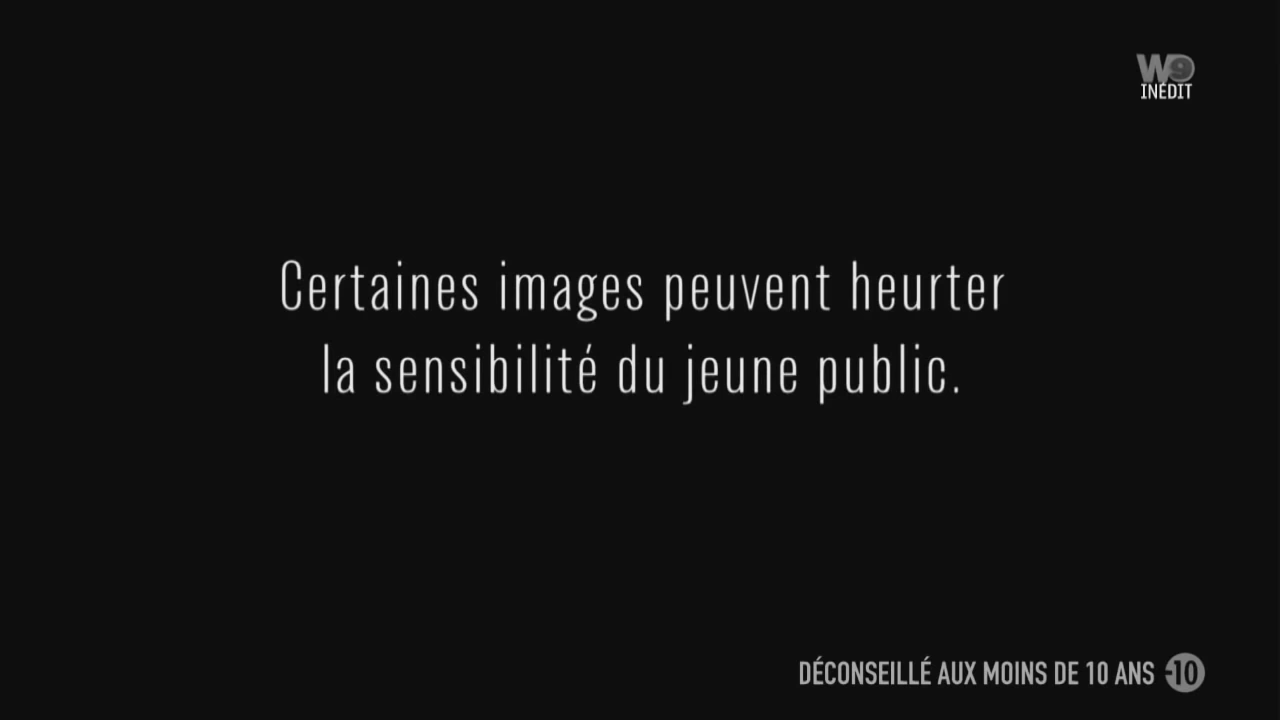 W9
INÉDIT
Certaines images peuvent heurter
la sensibilité du jeune public.
DÉCONSEILLÉ AUX MOINS DE 10 ANS -10